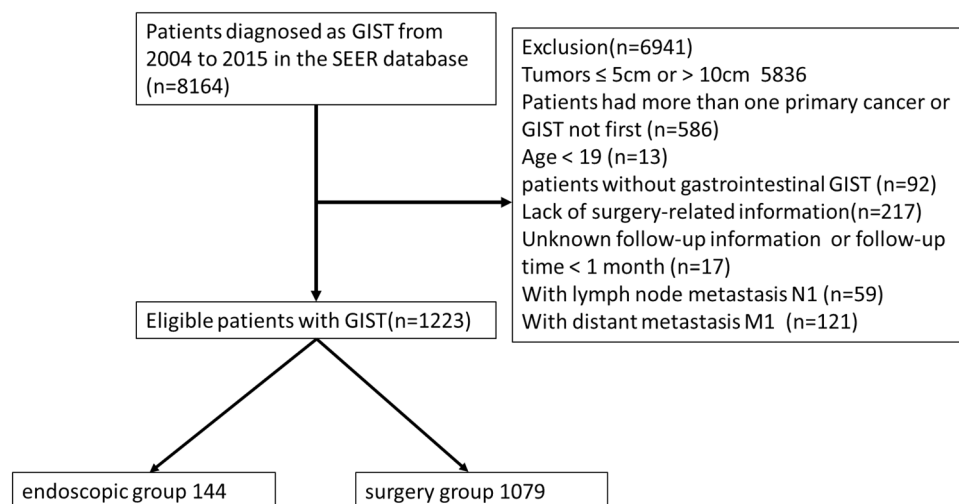 Patients diagnosed as GIST from
2004 to 2015 in the SEER database
(n=8164)
Exclusion(n=6941)
Tumors ≤ 5cm or > 10cm 5836
Patients had more than one primary cancer or
GIST not first (n=586)
Age < 19 (n=13)
patients without gastrointestinal GIST (n=92)
Lack of surgery-related information(n=217)
Unknown follow-up information or follow-up
time < 1 month (n=17)
With lymph node metastasis N1 (n=59)
With distant metastasis M1 (n=121)
Eligible patients with GIST(n=1223)
endoscopic group 144
surgery group 1079